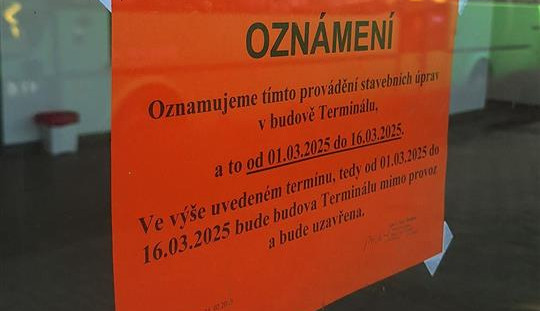 OZNÁMENÍ
Oznamujeme tímto provádění stavebních úprav
v budově Terminálu,
a to od 01.03.2025 do 16.03.2025.
Ve výše uvedeném termínu, tedy od 01.03.2025 do
16.03.2025 bude budova Terminálu mimo provoz
a bude uzavřena.